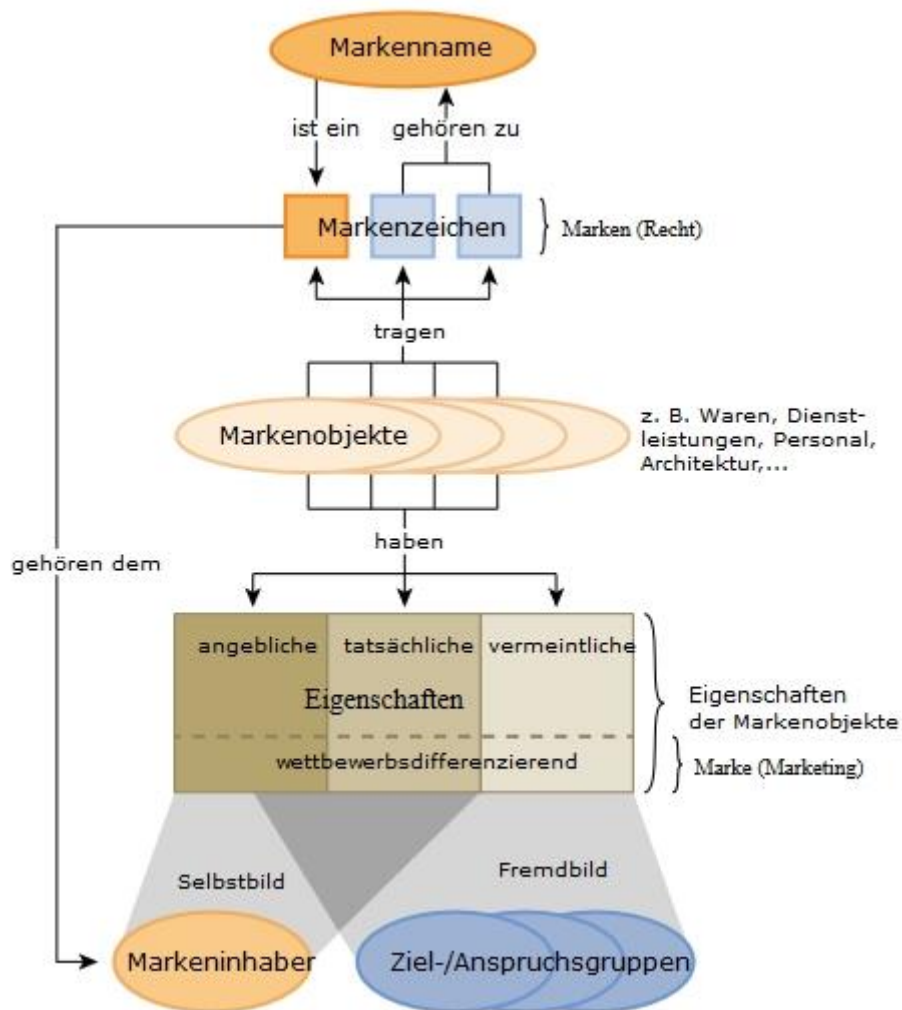 Markenname
ist ein
gehören zu
Markenzeichen
Marken (Recht)
tragen
Markenobjekte
z. B. Waren, Dienst-
leistungen, Personal,
Architektur,...
haben
gehören dem
angebliche
tatsächliche
vermeintliche
Eigenschaften
wettbewerbsdifferenzierend
Eigenschaften
der Markenobjekte
Marke (Marketing)
Selbstbild
Fremdbild
Markeninhaber
Ziel-/Anspruchsgruppen